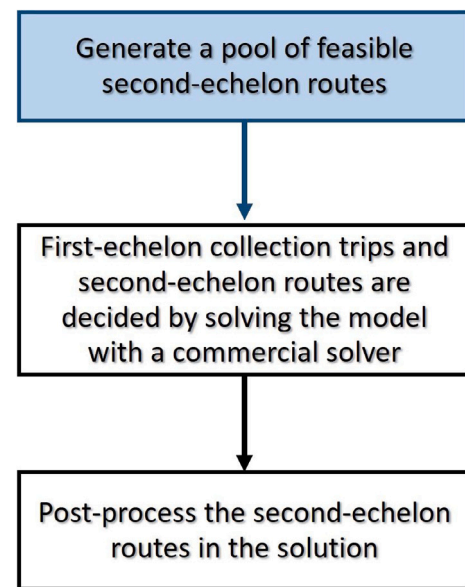 Generate a pool of feasible
second-echelon routes
First-echelon collection trips and
second-echelon routes are
decided by solving the model
with a commercial solver
Post-process the second-echelon
routes in the solution